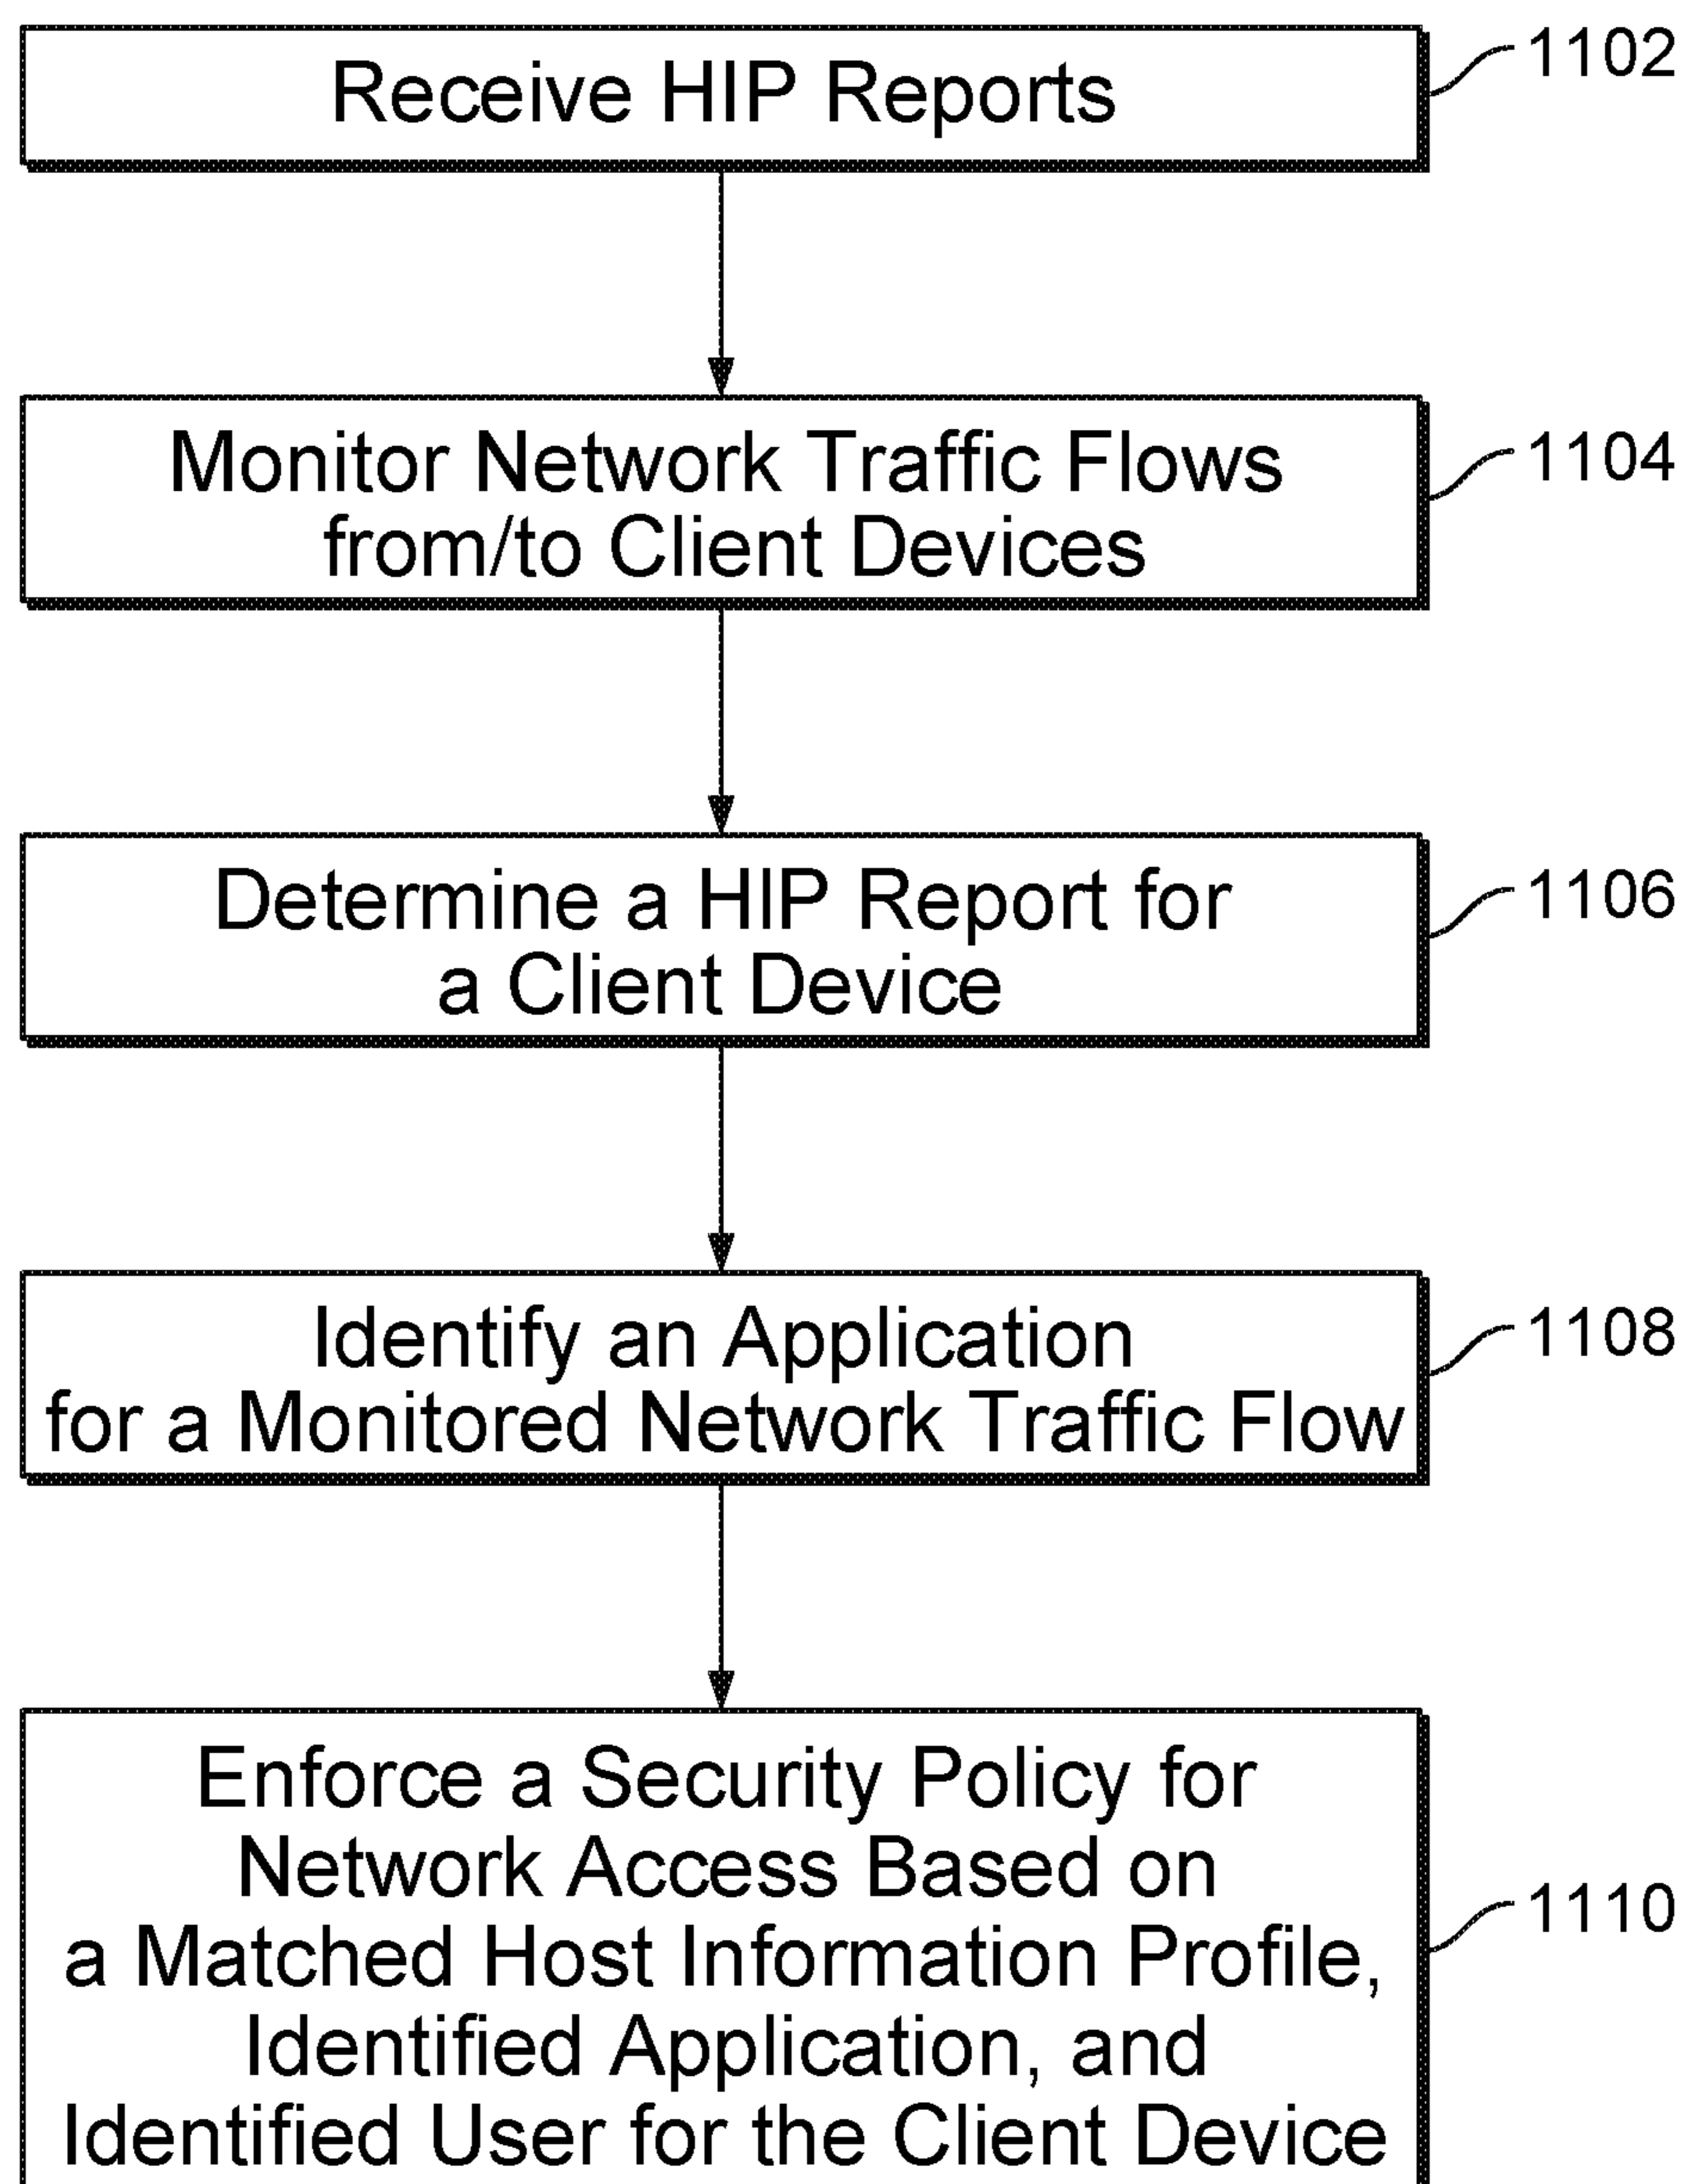 Receive HIP Reports
1102
Monitor Network Traffic Flows
from/to Client Devices
1104
Determine a HIP Report for
a Client Device
1106
Identify an Application
for a Monitored Network Traffic Flow
1108
Enforce a Security Policy for
Network Access Based on
a Matched Host Information Profile,
Identified Application, and
Identified User for the Client Device
1110